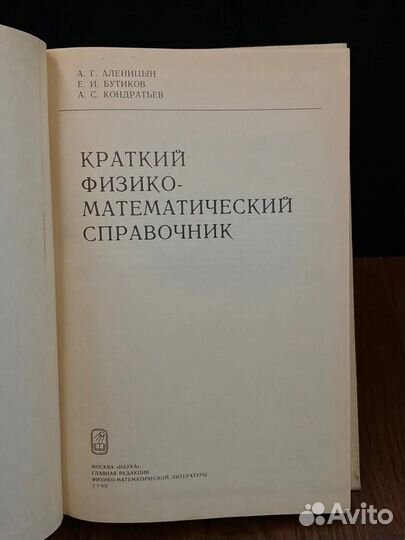 А. Г. АЛЕНИЦЫН
Е. И. БУТИКОВ
А. С. КОНДРАТЬЕВ
КРАТКИЙ
ФИЗИКО-
МАТЕМАТИЧЕСКИЙ
СПРАВОЧНИК
МОСКВА «НАУКА»
ГЛАВНАЯ РЕДАКЦИЯ
ФИЗИКО-МАТЕМАТИЧЕСКОЙ ЛИТЕРАТУРЫ
1990
Avito